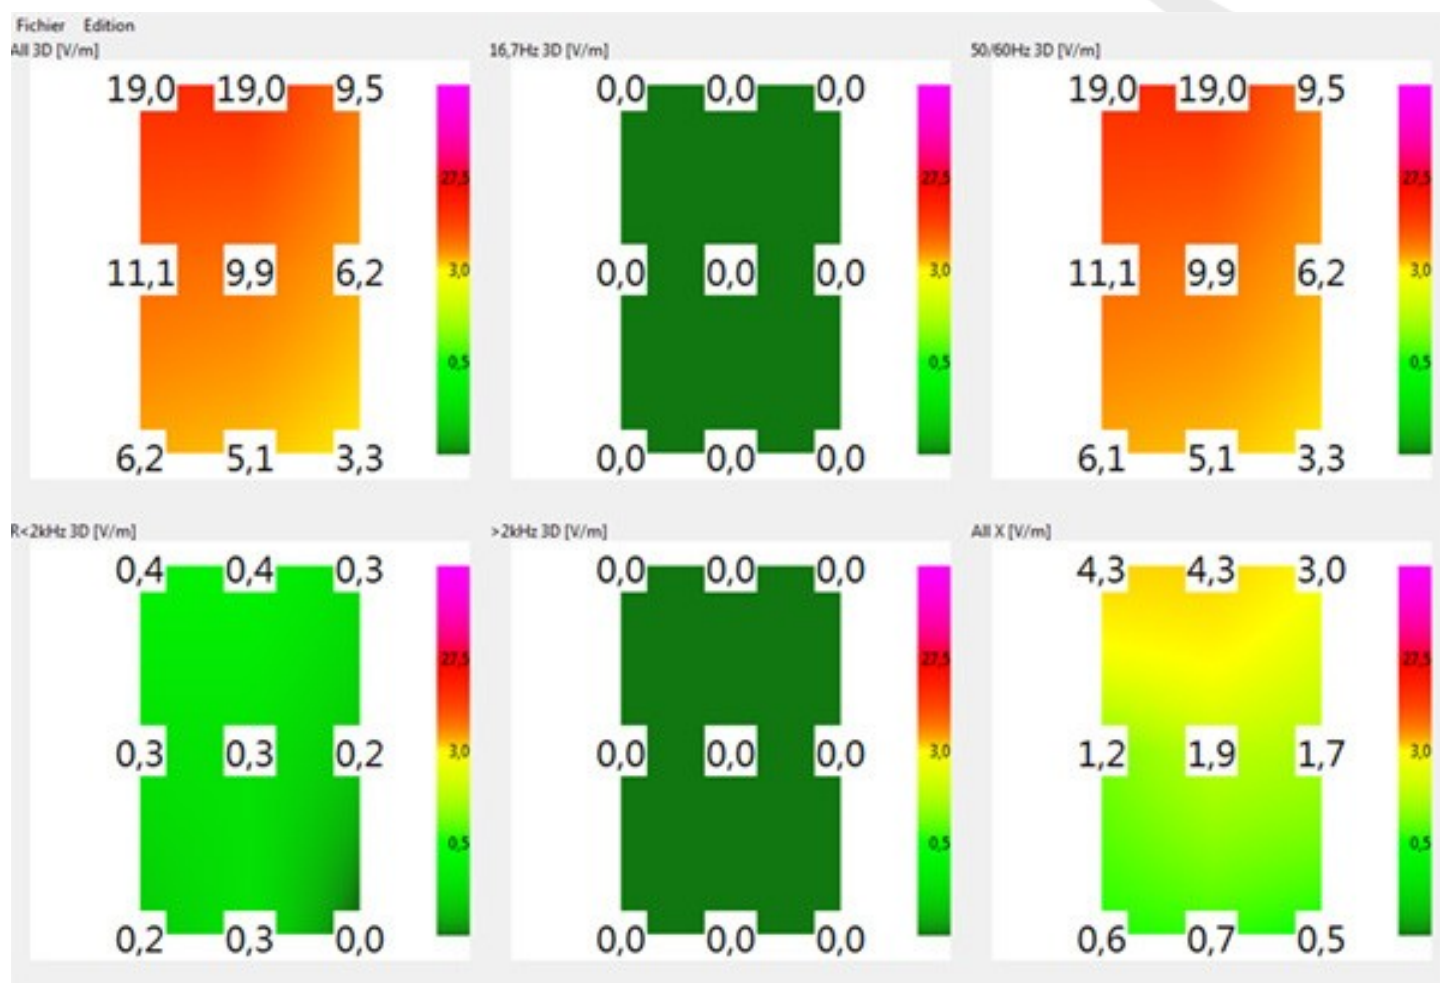 Fichier Edition
All 3D [V/m]
19,0 19,0 9,5
27,5
11,1 9,9 6,2
3,0
0,5
6,2 5,1 3,3
16,7Hz 3D [V/m]
0,0 0,0 0,0
27,5
0,0 0,0 0,0
3,0
0,5
0,0 0,0 0,0
50/60Hz 3D [V/m]
19,0 19,0 9,5
27,5
11,1 9,9 6,2
3,0
0,5
6,1 5,1 3,3
R<2kHz 3D [V/m]
0,4 0,4 0,3
27,5
0,3 0,3 0,2
3,0
0,5
0,2 0,3 0,0
>2kHz 3D [V/m]
0,0 0,0 0,0
27,5
0,0 0,0 0,0
3,0
0,5
0,0 0,0 0,0
All X [V/m]
4,3 4,3 3,0
27,5
1,2 1,9 1,7
3,0
0,5
0,6 0,7 0,5